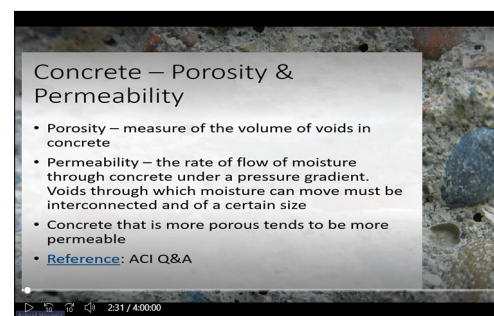 Concrete – Porosity &
Permeability
• Porosity – measure of the volume of voids in
concrete
• Permeability – the rate of flow of moisture
through concrete under a pressure gradient.
Voids through which moisture can move must be
interconnected and of a certain size
• Concrete that is more porous tends to be more
permeable
• Reference: ACI Q&A
10 10 2:31 / 4:00:00